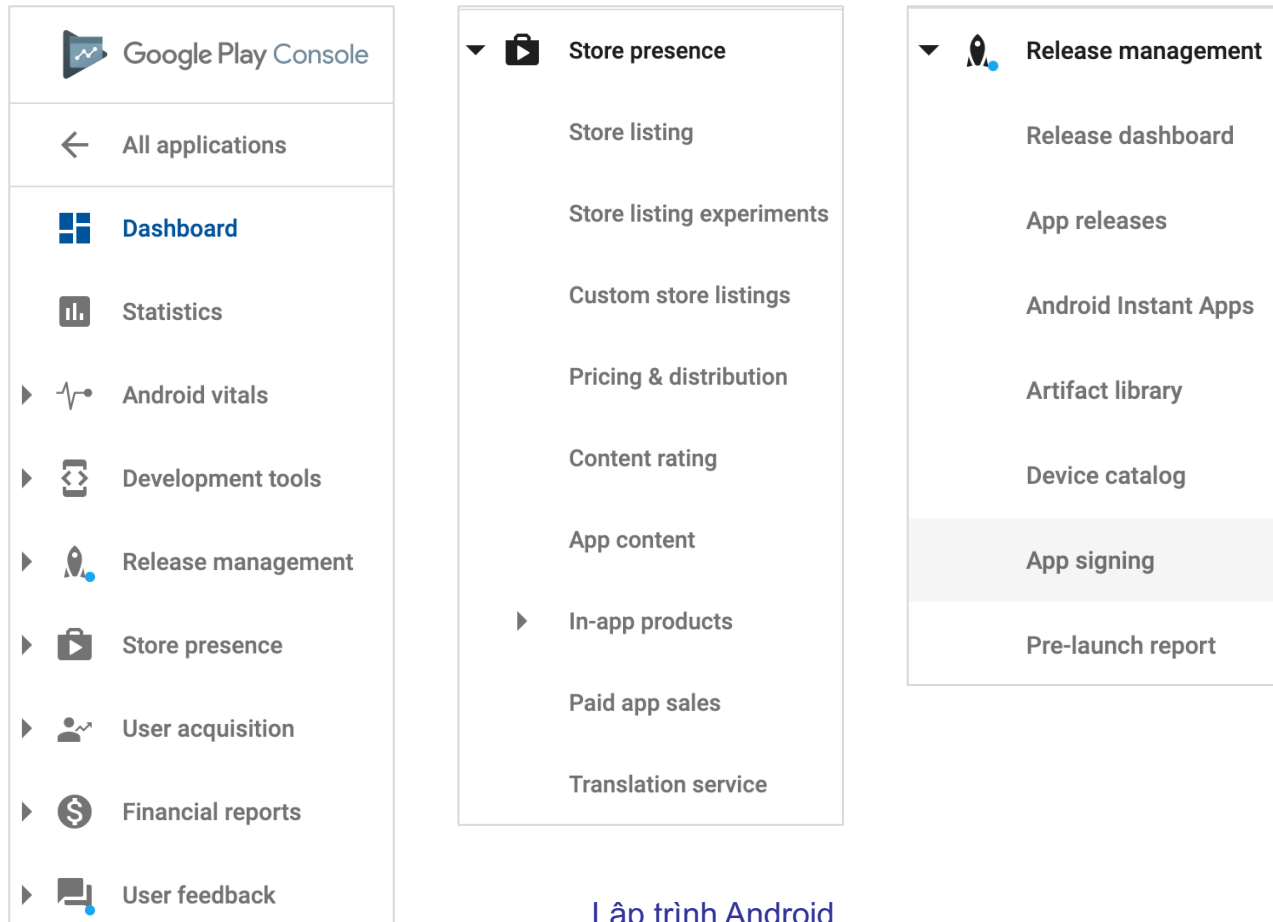 Google Play Console
All applications
Dashboard
Statistics
Android vitals
Development tools
Release management
Store presence
User acquisition
Financial reports
User feedback
Store presence
Store listing
Store listing experiments
Custom store listings
Pricing & distribution
Content rating
App content
In-app products
Paid app sales
Translation service
Release management
Release dashboard
App releases
Android Instant Apps
Artifact library
Device catalog
App signing
Pre-launch report
Lập trình Android